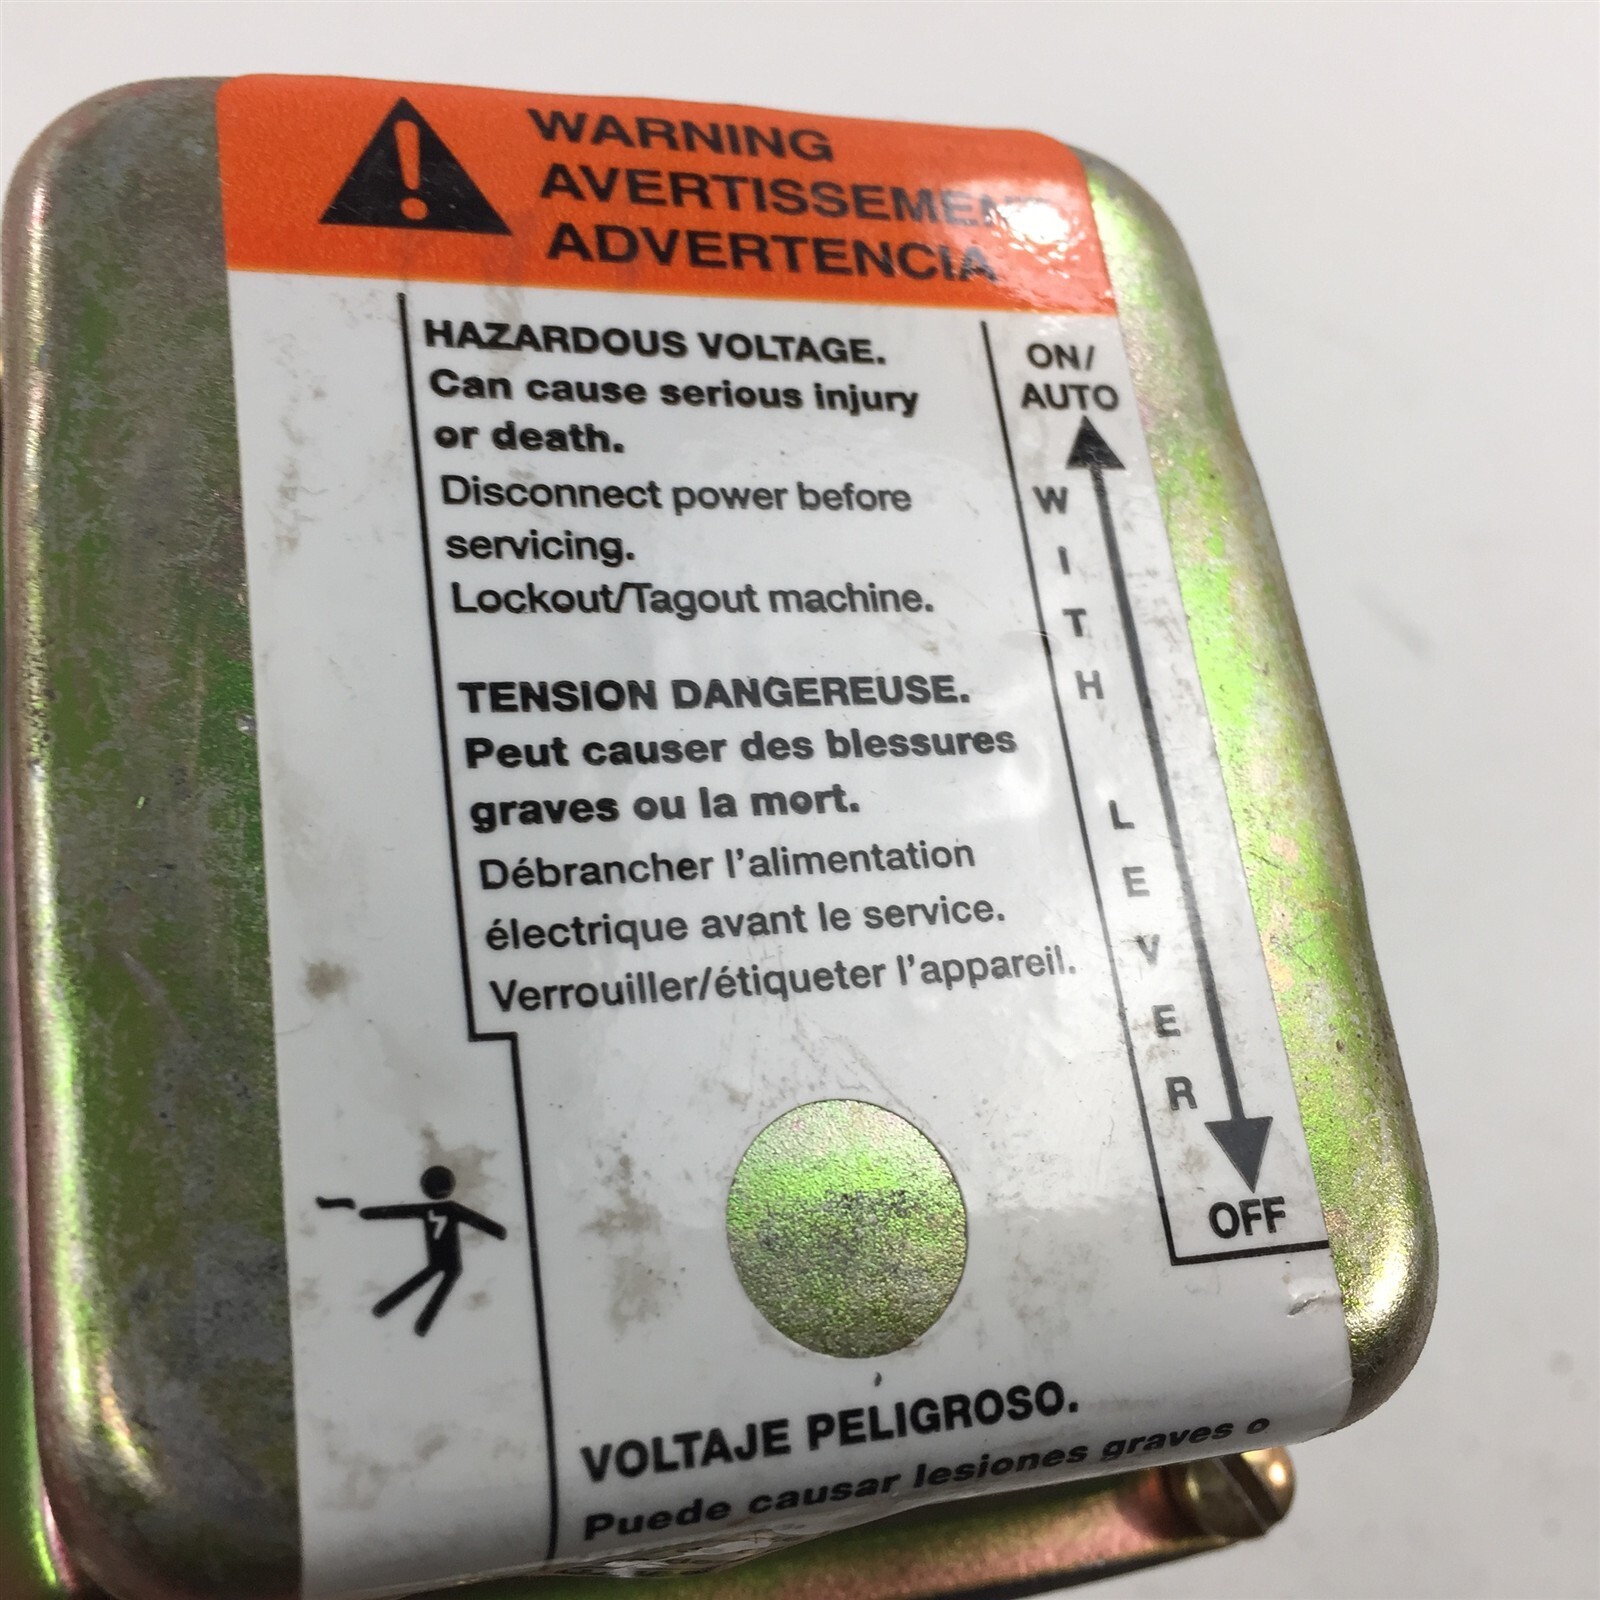 WARNING
AVERTISSEMENT
ADVERTENCIA
HAZARDOUS VOLTAGE.
Can cause serious injury
or death.
Disconnect power before
servicing.
Lockout/Tagout machine.
TENSION DANGEREUSE.
Peut causer des blessures
graves ou la mort.
Débrancher l'alimentation
électrique avant le service.
Verrouiller/étiqueter l'appareil.
VOLTAJE PELIGROSO.
Puede causar lesiones graves o
ON/
AUTO
WITH LEVER
OFF